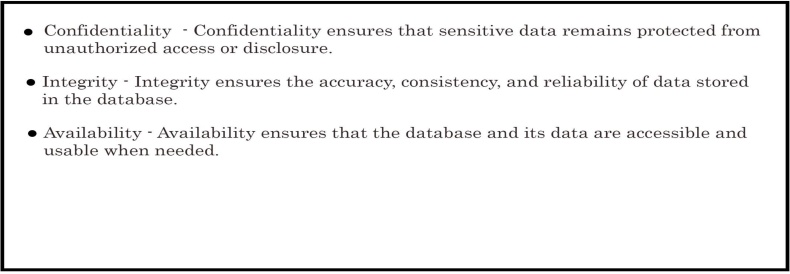 ● Confidentiality - Confidentiality ensures that sensitive data remains protected from
unauthorized access or disclosure.
● Integrity - Integrity ensures the accuracy, consistency, and reliability of data stored
in the database.
● Availability - Availability ensures that the database and its data are accessible and
usable when needed.